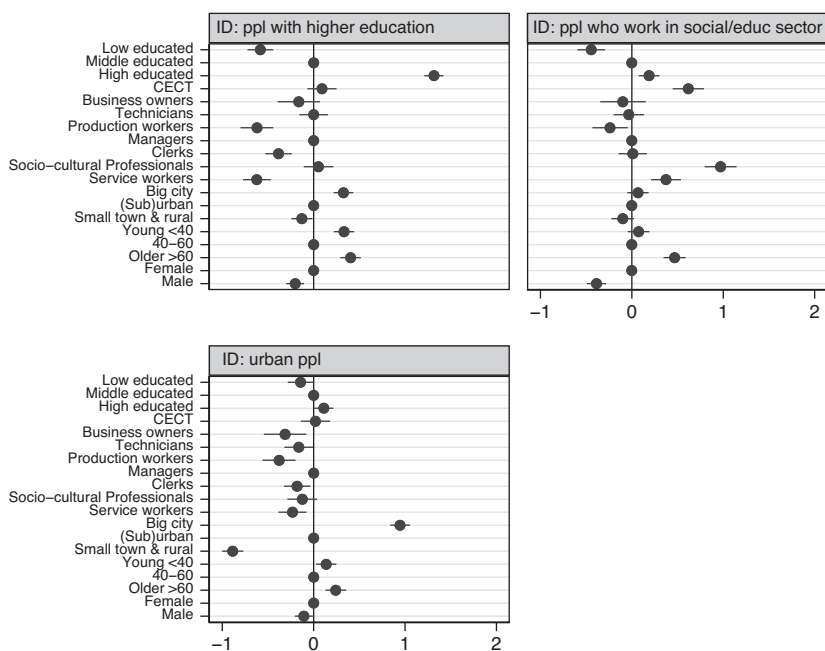 ID: ppl with higher education
ID: ppl who work in social/educ sector
Low educated
Middle educated
High educated
CECT
Business owners
Technicians
Production workers
Managers
Clerks
Socio−cultural Professionals
Service workers
Big city
(Sub)urban
Small town & rural
Young <40
40−60
Older >60
Female
Male
−1 0 1 2
ID: urban ppl
Low educated
Middle educated
High educated
CECT
Business owners
Technicians
Production workers
Managers
Clerks
Socio−cultural Professionals
Service workers
Big city
(Sub)urban
Small town & rural
Young <40
40−60
Older >60
Female
Male
−1 0 1 2